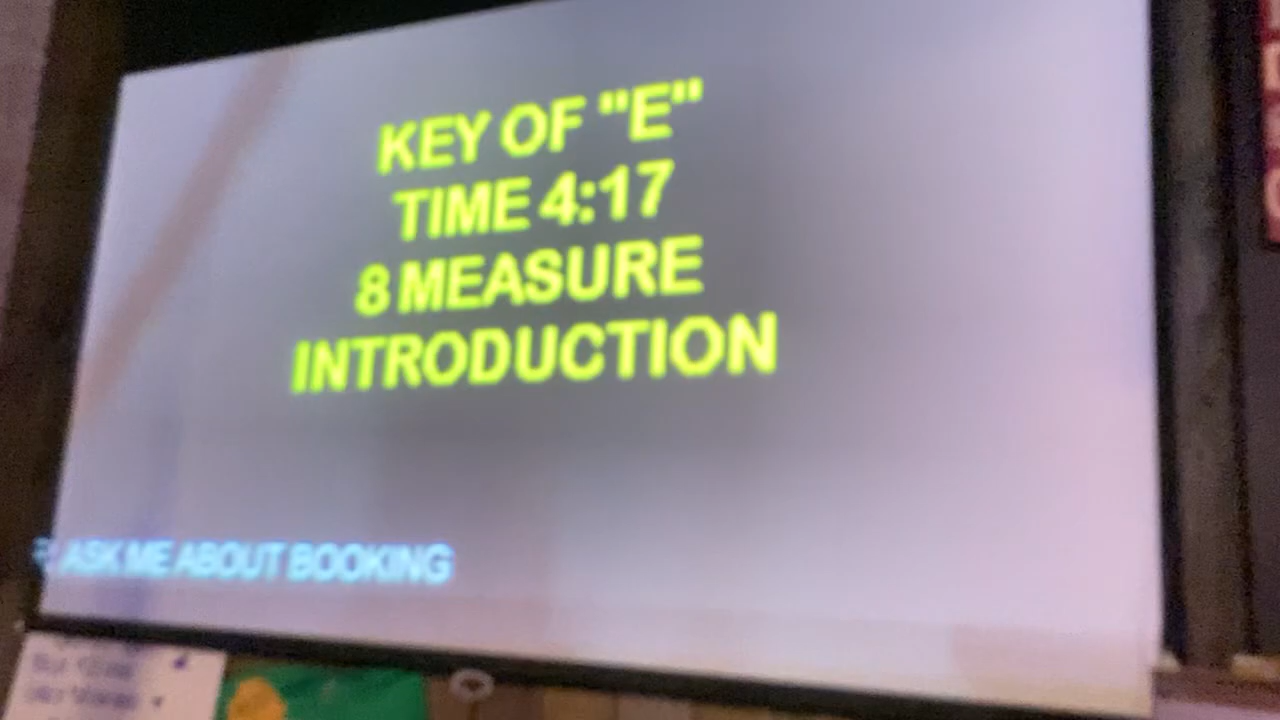 KEY OF "E"
TIME 4:17
8 MEASURE
INTRODUCTION
ASK ME ABOUT BOOKING